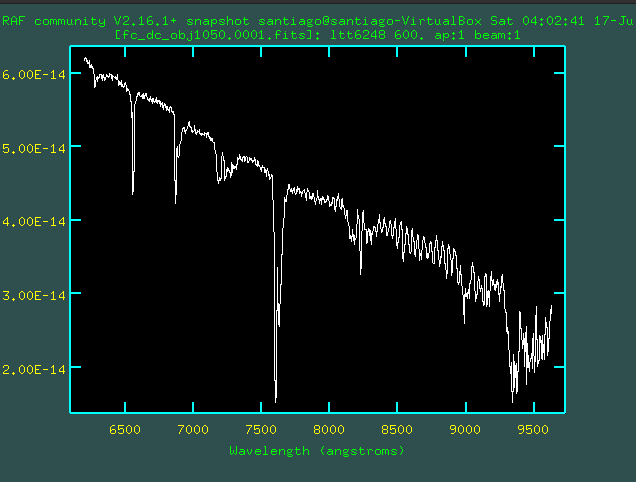 RAF community V2.16.1+ snapshot santiago@santiago-VirtualBox Sat 04:02:41 17-Ju
[fc_dc_obj1050.0001.fits]: ltt6248 600. ap:1 beam:1
6.00E-14
5.00E-14
4.00E-14
3.00E-14
2.00E-14
6500 7000 7500 8000 8500 9000 9500
Wavelength (angstroms)